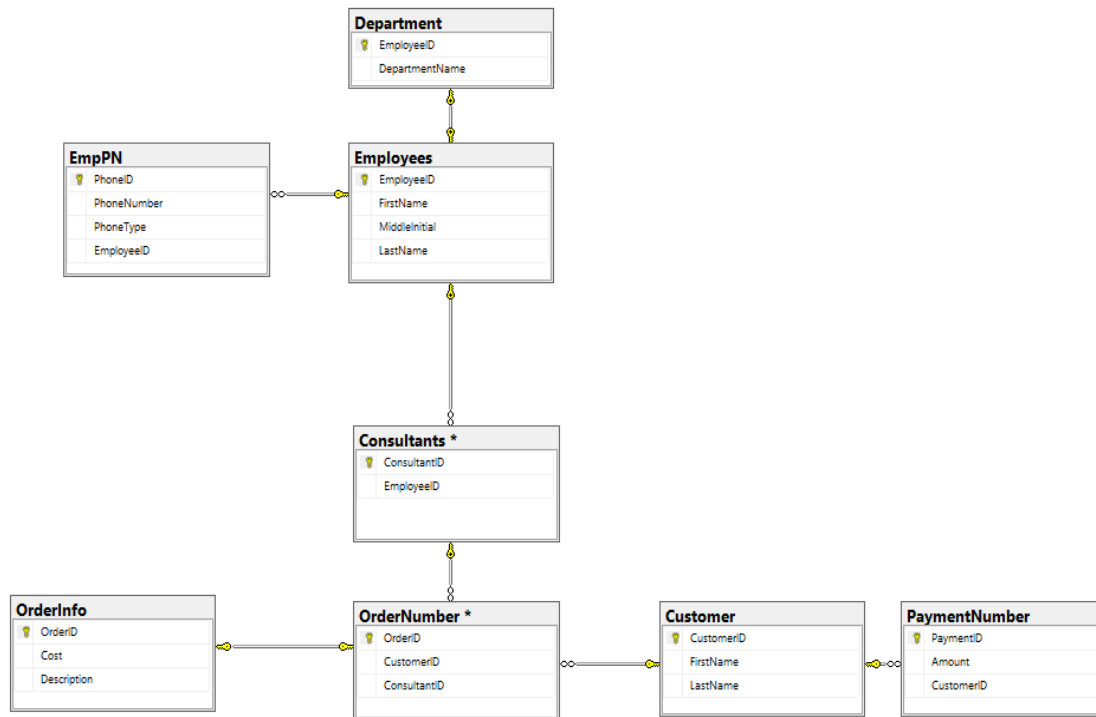 Department
EmployeeID
DepartmentName
EmpPN
PhoneID
PhoneNumber
PhoneType
EmployeeID
Employees
EmployeeID
FirstName
MiddleInitial
LastName
Consultants *
ConsultantID
EmployeeID
OrderInfo
OrderID
Cost
Description
OrderNumber *
OrderID
CustomerID
ConsultantID
Customer
CustomerID
FirstName
LastName
PaymentNumber
PaymentID
Amount
CustomerID